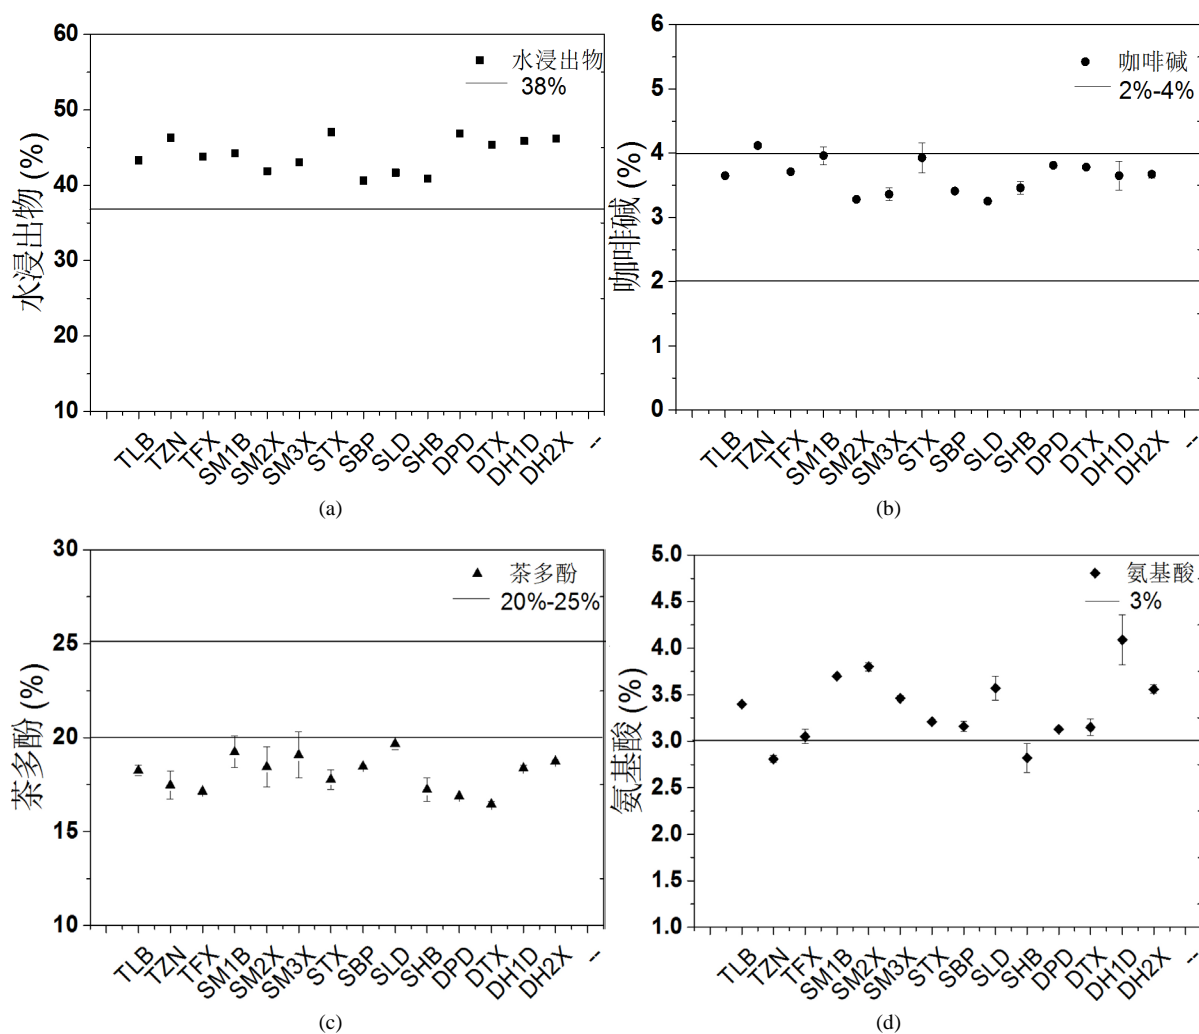 60
50
40
30
20
10
水浸出物 (%)
水浸出物
38%
TLB
TZN
TFX
SM1B
SM2X
SM3X
STX
SBP
SLD
SHB
DPD
DTX
DH1D
DH2X
--
(a)
6
5
4
3
2
1
0
咖啡碱 (%)
咖啡碱
2%-4%
TLB
TZN
TFX
SM1B
SM2X
SM3X
STX
SBP
SLD
SHB
DPD
DTX
DH1D
DH2X
--
(b)
30
25
20
15
10
茶多酚 (%)
茶多酚
20%-25%
TLB
TZN
TFX
SM1B
SM2X
SM3X
STX
SBP
SLD
SHB
DPD
DTX
DH1D
DH2X
--
(c)
5.0
4.5
4.0
3.5
3.0
2.5
2.0
1.5
1.0
氨基酸 (%)
氨基酸
3%
TLB
TZN
TFX
SM1B
SM2X
SM3X
STX
SBP
SLD
SHB
DPD
DTX
DH1D
DH2X
--
(d)